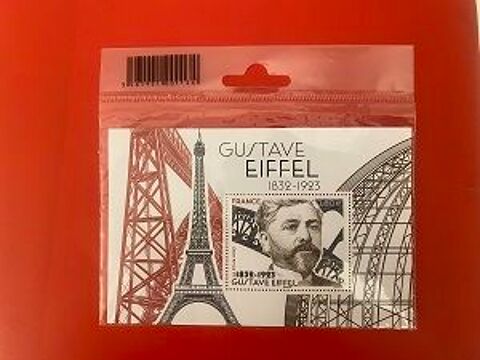 GUSTAVE
EIFFEL
1832-1923
FRANCE
1832-1923
GUSTAVE EIFFEL